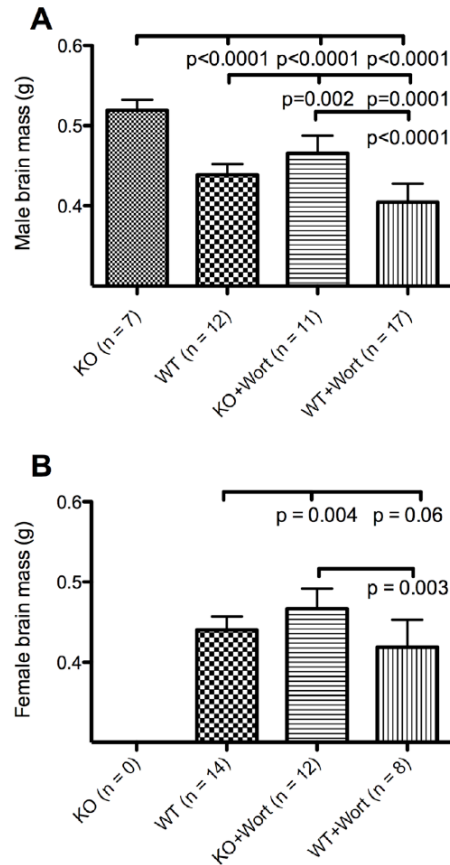 A
0.6
0.5
0.4
Male brain mass (g)
p<0.0001 p<0.0001 p<0.0001
p=0.002 p=0.0001
p<0.0001
KO (n = 7)
WT (n = 12)
KO+Wort (n = 11)
WT+Wort (n = 17)
B
0.6
0.5
0.4
Female brain mass (g)
p = 0.004 p = 0.06
p = 0.003
KO (n = 0)
WT (n = 14)
KO+Wort (n = 12)
WT+Wort (n = 8)